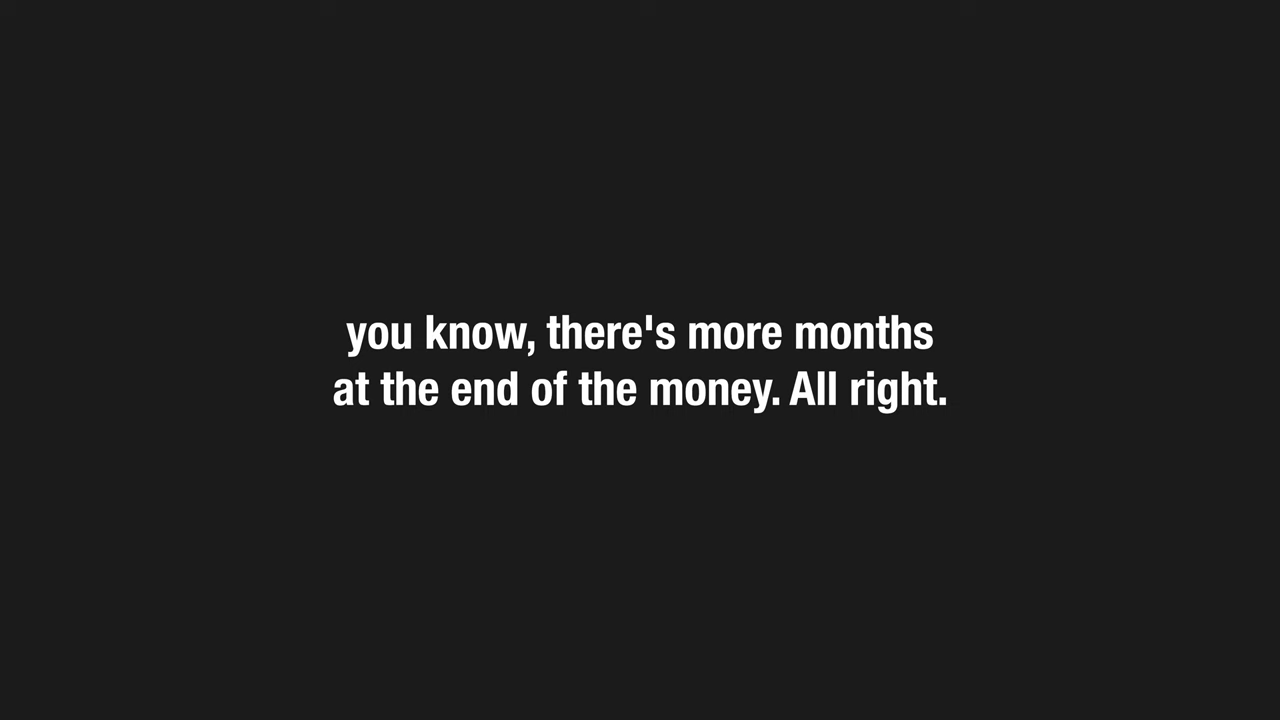 you know, there's more months
at the end of the money. All right.